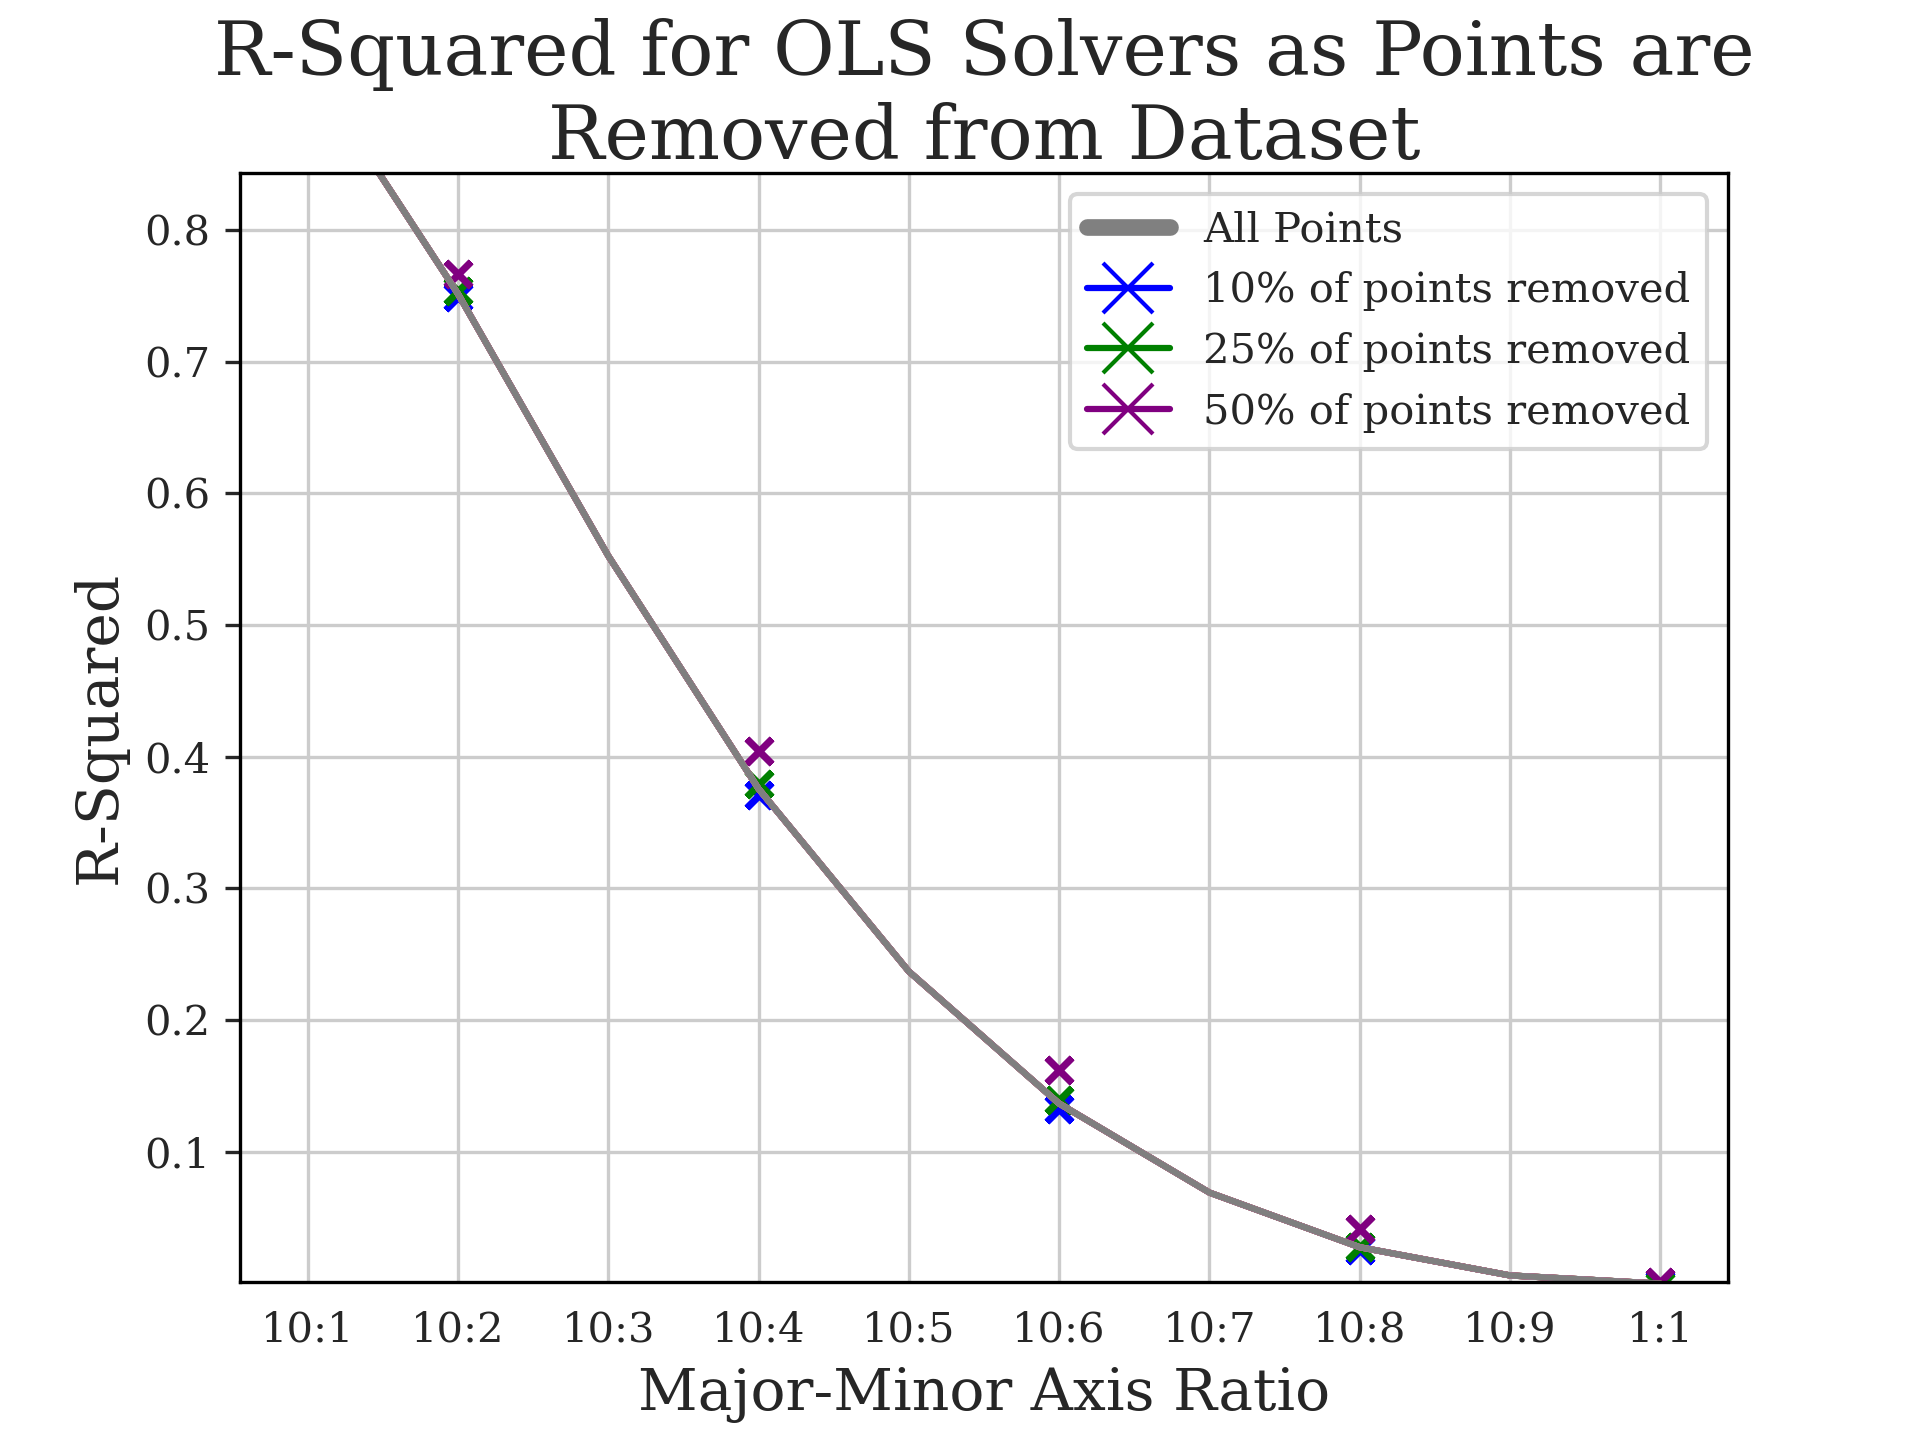 R-Squared for OLS Solvers as Points are
Removed from Dataset
All Points
10% of points removed
25% of points removed
50% of points removed
R-Squared
0.8
0.7
0.6
0.5
0.4
0.3
0.2
0.1
10:1 10:2 10:3 10:4 10:5 10:6 10:7 10:8 10:9 1:1
Major-Minor Axis Ratio